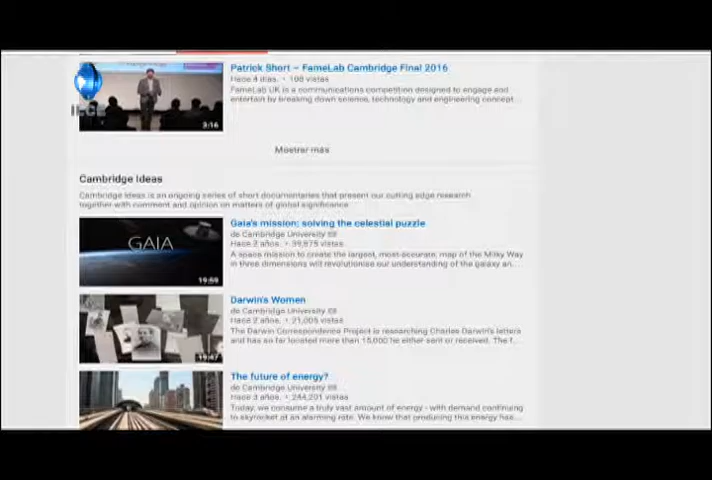 Patrick Short – FameLab Cambridge Final 2016
Hace 4 días. • 108 vistas
FameLab UK is a communications competition designed to engage and
entertain by breaking down science, technology and engineering concept...
3:16
Mostrar más
Cambridge Ideas
Cambridge Ideas is an ongoing series of short documentaries that present our cutting edge research
together with comment and opinion on matters of global significance
GAIA
19:59
Gaia's mission: solving the celestial puzzle
de Cambridge University
Hace 2 años.
A space mission to create the largest, most-accurate, map of the Milky Way
in three dimensions will revolutionise our understanding of the galaxy an...
19:47
Darwin's Women
de Cambridge University
Hace 2 años. • 21,005 vistas
The Darwin Correspondence Project is researching Charles Darwin's letters
and has so far located more than 15,000 he either sent or received. The f...
The future of energy?
de Cambridge University
Hace 3 años. • 244,201 vistas
Today, we consume a truly vast amount of energy - with demand continuing
to skyrocket at an alarming rate. We know that producing this energy has...